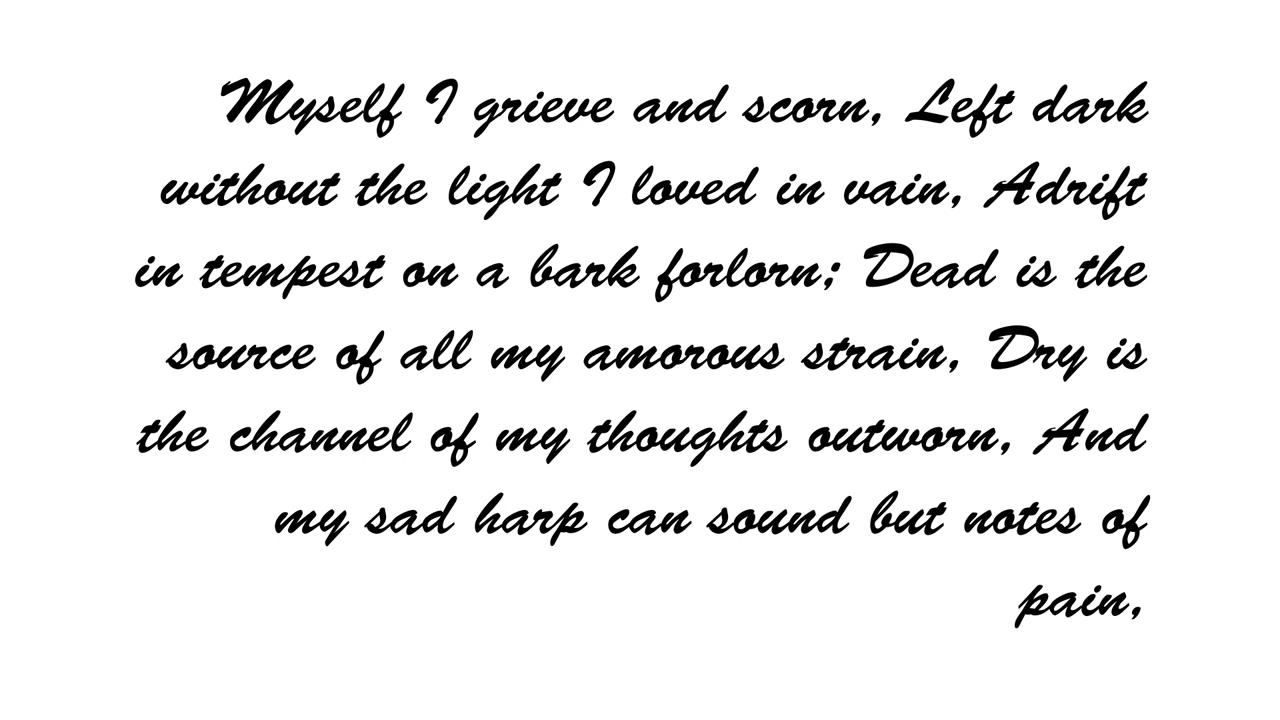 Myself I grieve and scorn, Left dark
without the light I loved in vain, Adrift
in tempest on a bark forlorn; Dead is the
source of all my amorous strain, Dry is
the channel of my thoughts outworn, And
my sad harp can sound but notes of
pain,